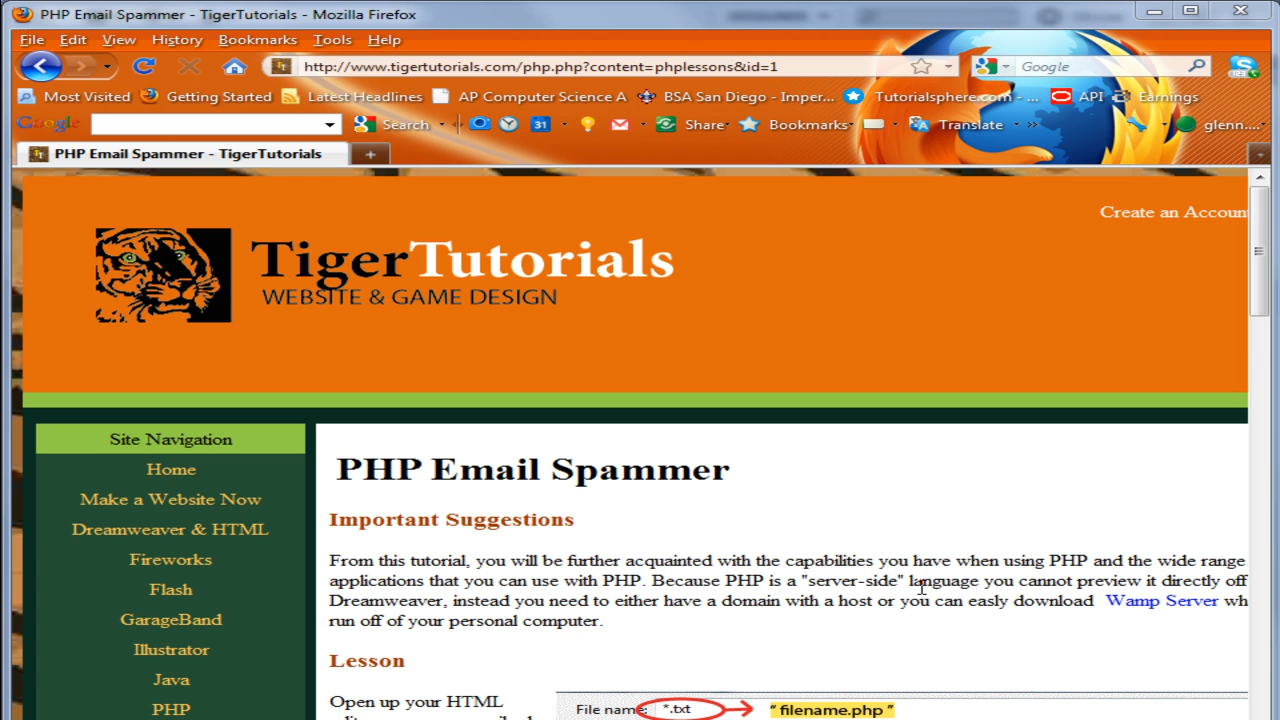 PHP Email Spammer - TigerTutorials - Mozilla Firefox
File Edit View History Bookmarks Tools Help
TT http://www.tigertutorials.com/php.php?content=phplessons&id=1 Google
Most Visited Getting Started Latest Headlines AP Computer Science A BSA San Diego - Imper... Tutorialsphere.com - ... API Earnings
Google Search 31 Share Bookmarks Translate » glenn....
TT PHP Email Spammer - TigerTutorials +
Create an Accoun
TigerTutorials
WEBSITE & GAME DESIGN
Site Navigation
Home
Make a Website Now
Dreamweaver & HTML
Fireworks
Flash
GarageBand
Illustrator
Java
PHP
PHP Email Spammer
Important Suggestions
From this tutorial, you will be further acquainted with the capabilities you have when using PHP and the wide range
applications that you can use with PHP. Because PHP is a "server-side" language you cannot preview it directly off
Dreamweaver, instead you need to either have a domain with a host or you can easly download Wamp Server wh
run off of your personal computer.
Lesson
Open up your HTML
File name: *.txt "filename.php"